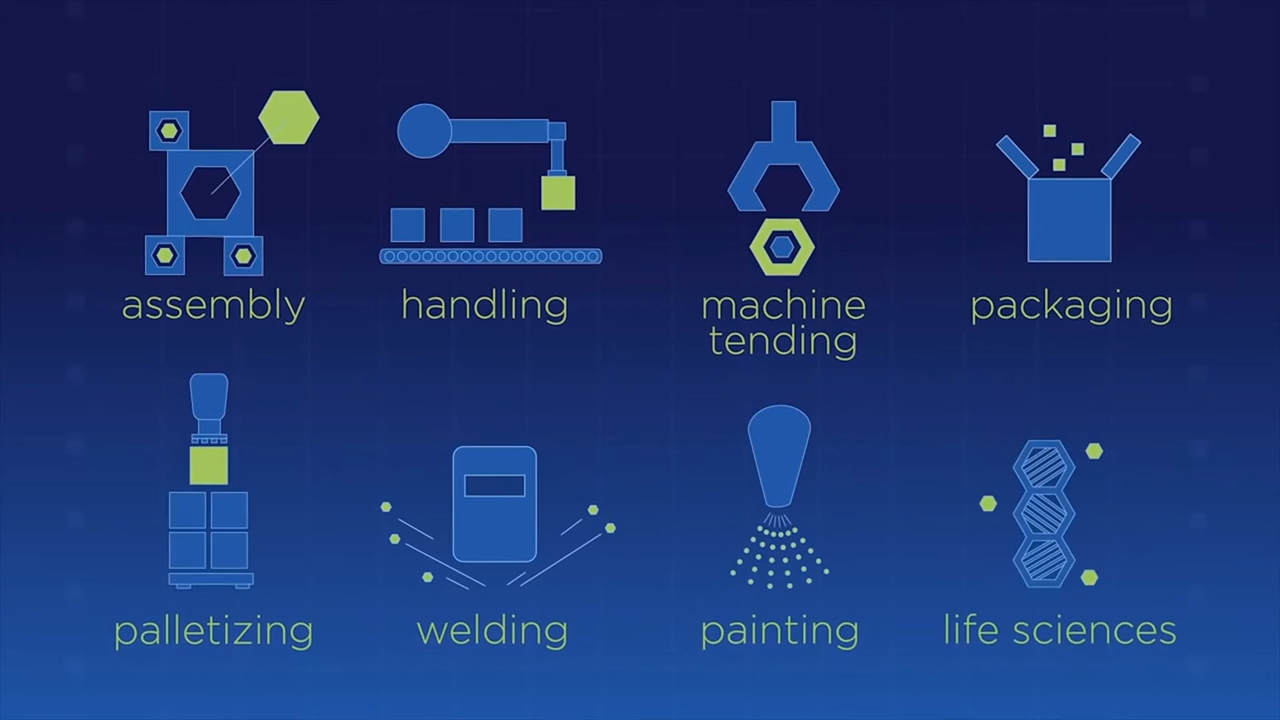 assembly
handling
machine
tending
packaging
palletizing
welding
painting
life sciences